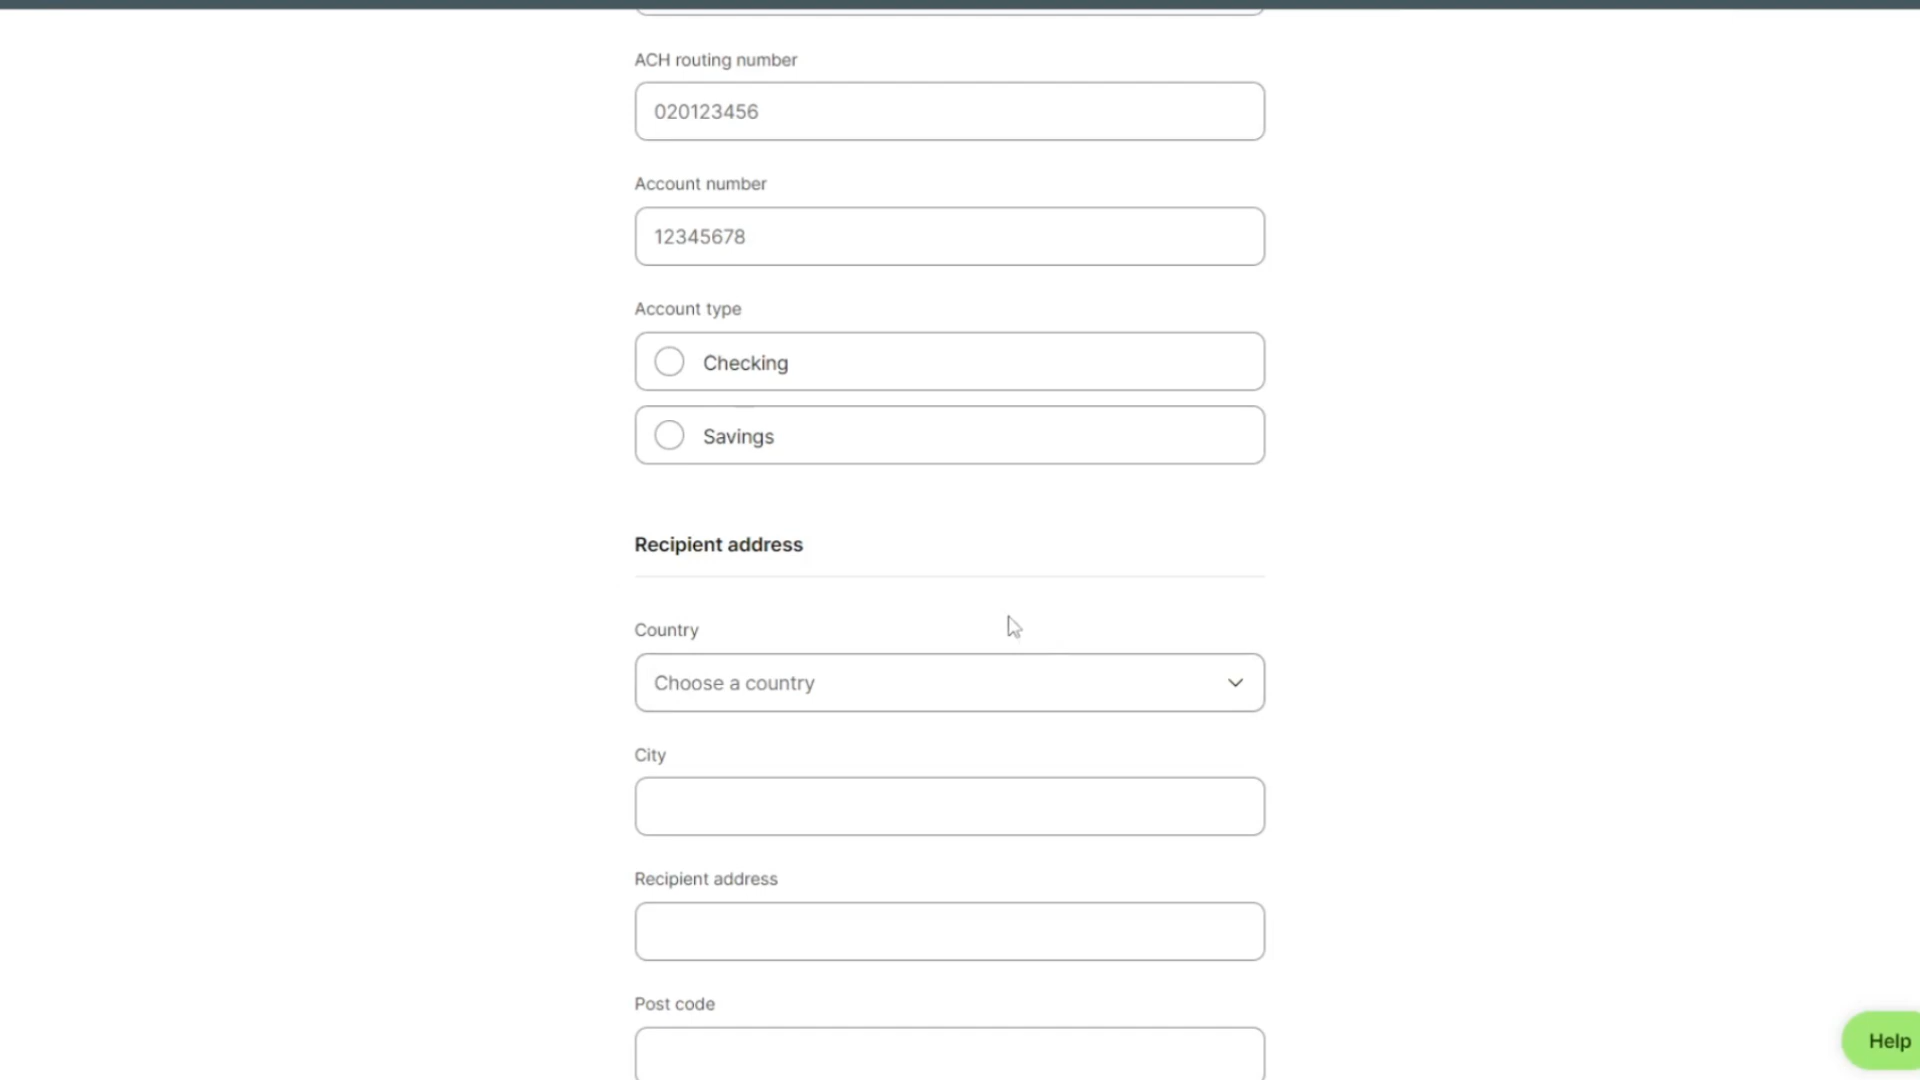 ACH routing number
020123456
Account number
12345678
Account type
Checking
Savings
Recipient address
Country
Choose a country
City
Recipient address
Post code
Help